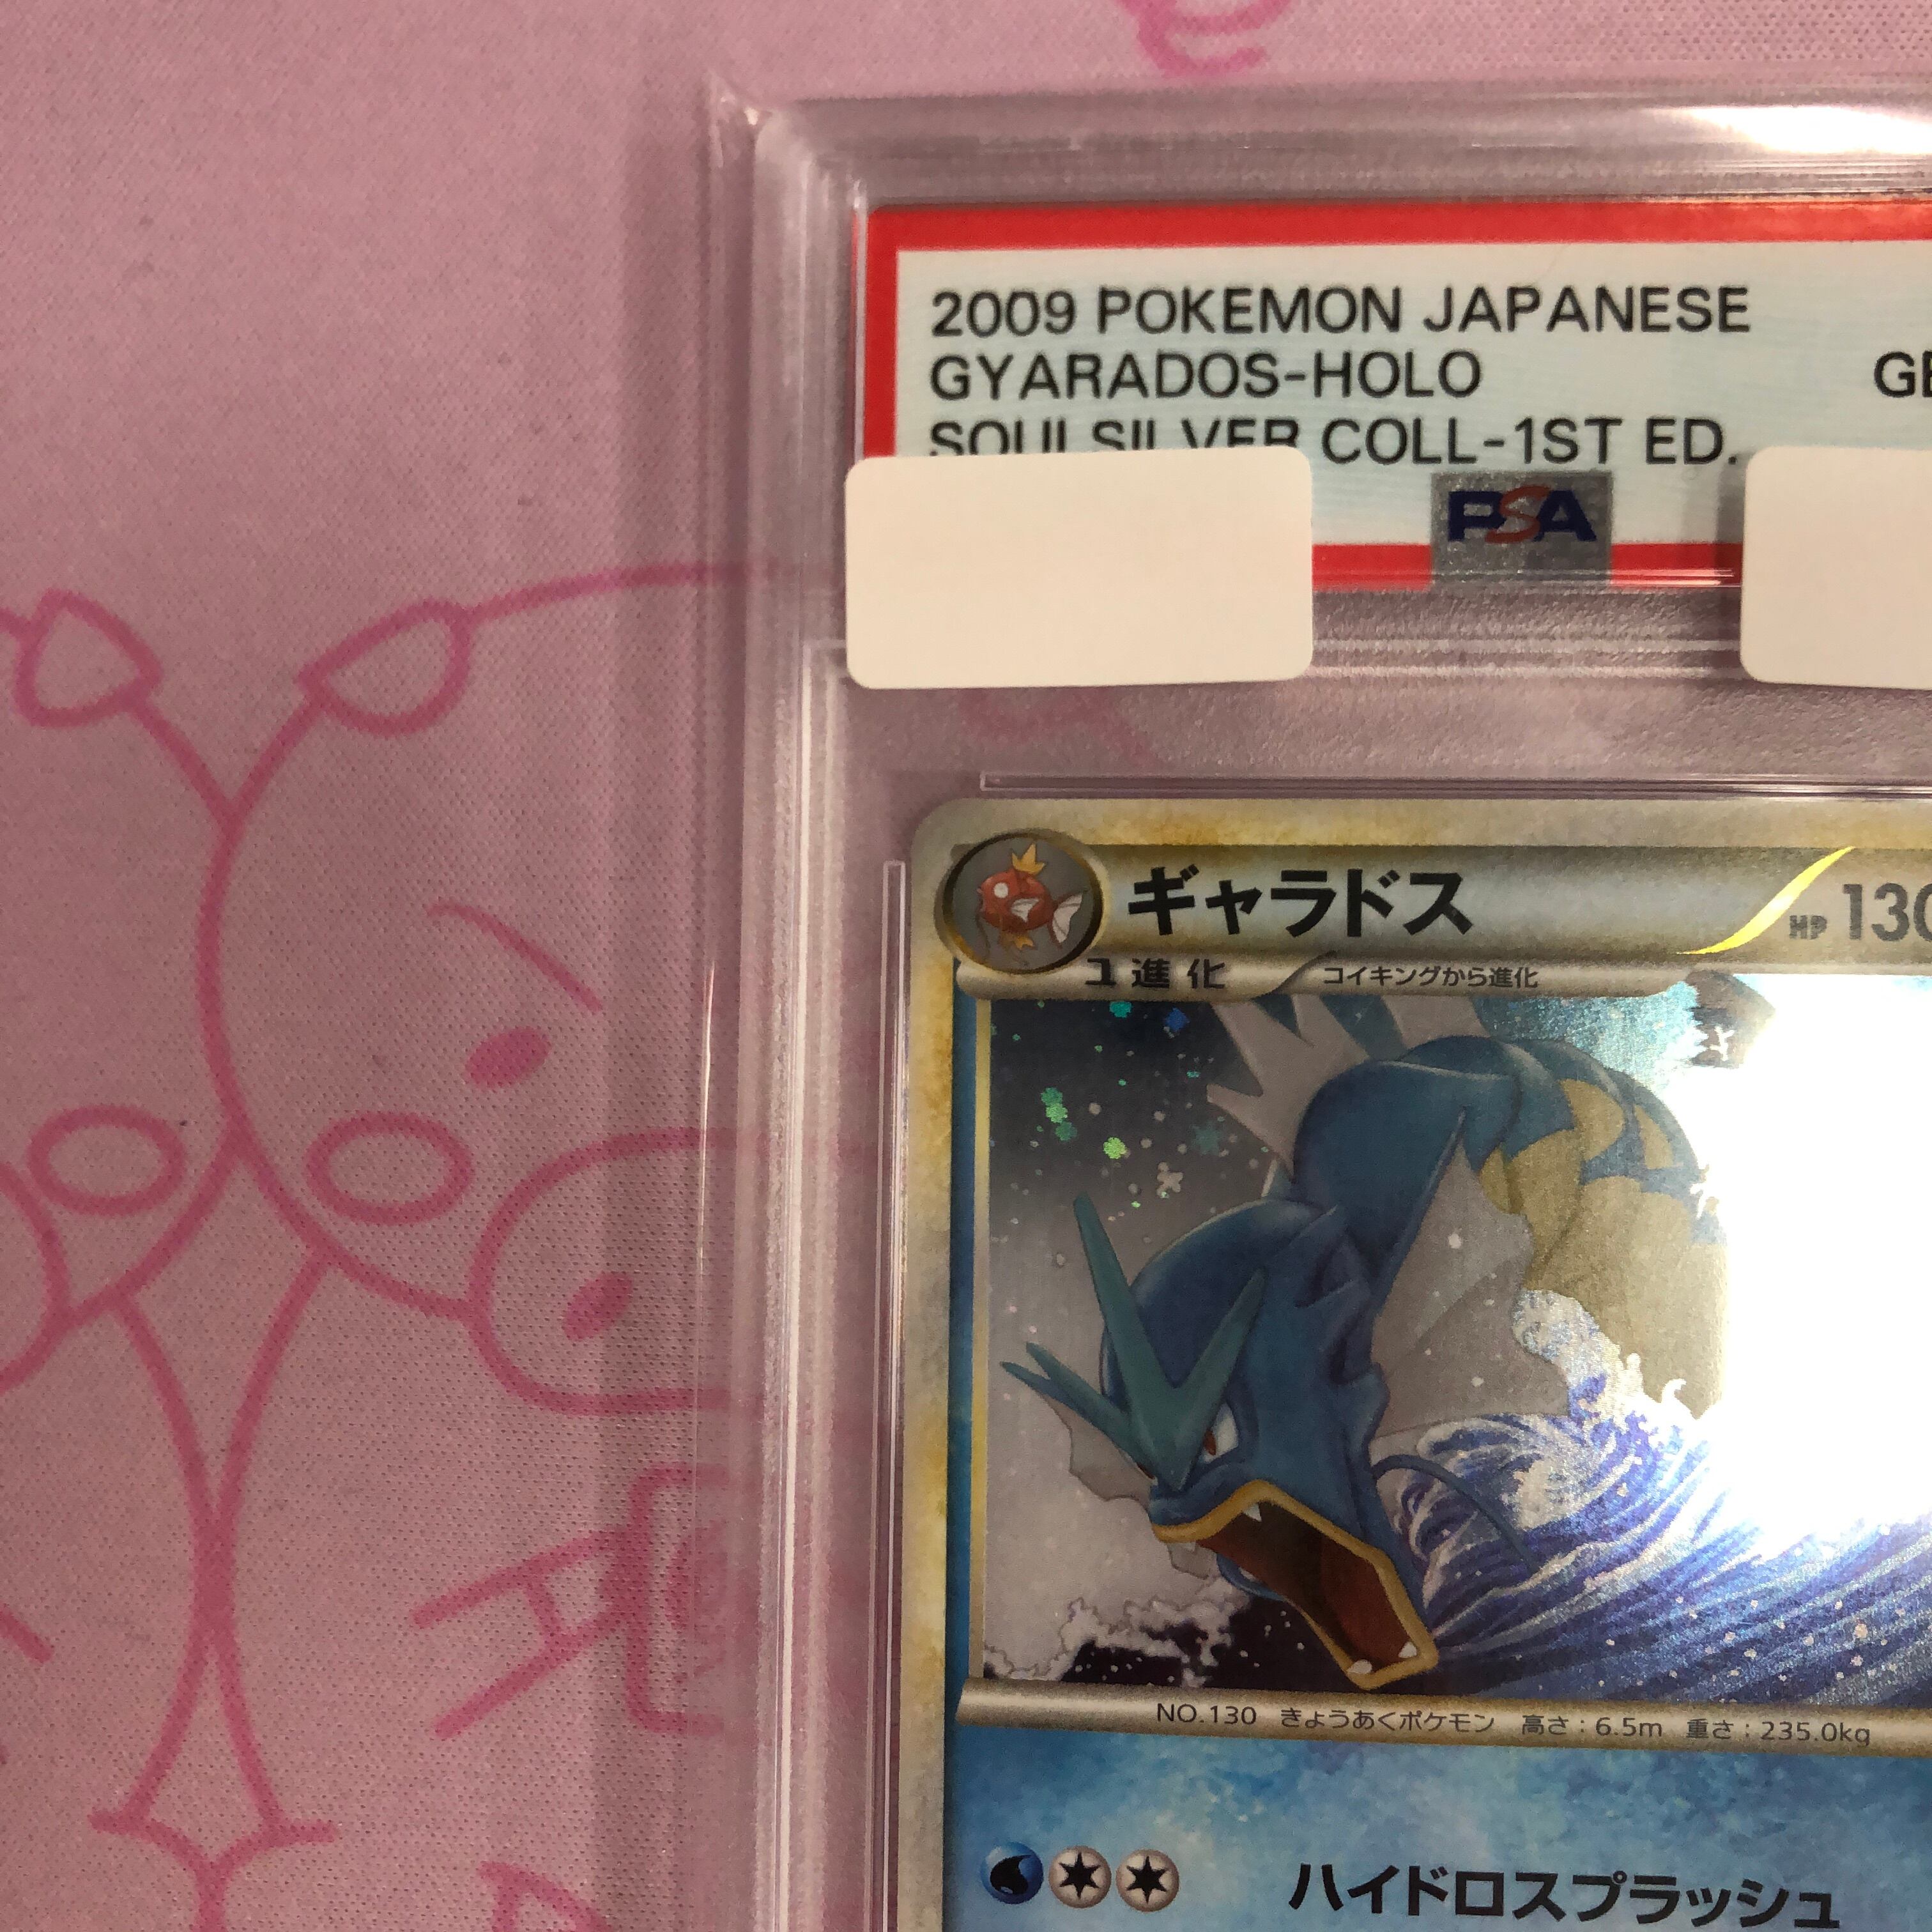 2009 POKEMON JAPANESE
GYARADOS-HOLO
SOULSILVER COLL-1ST ED.
PSA
ギャラドス
HP 130
1進化 コイキングから進化
NO.130 きょうあくポケモン 高さ：6.5m 重さ：235.0kg
ハイドロスプラッシュ